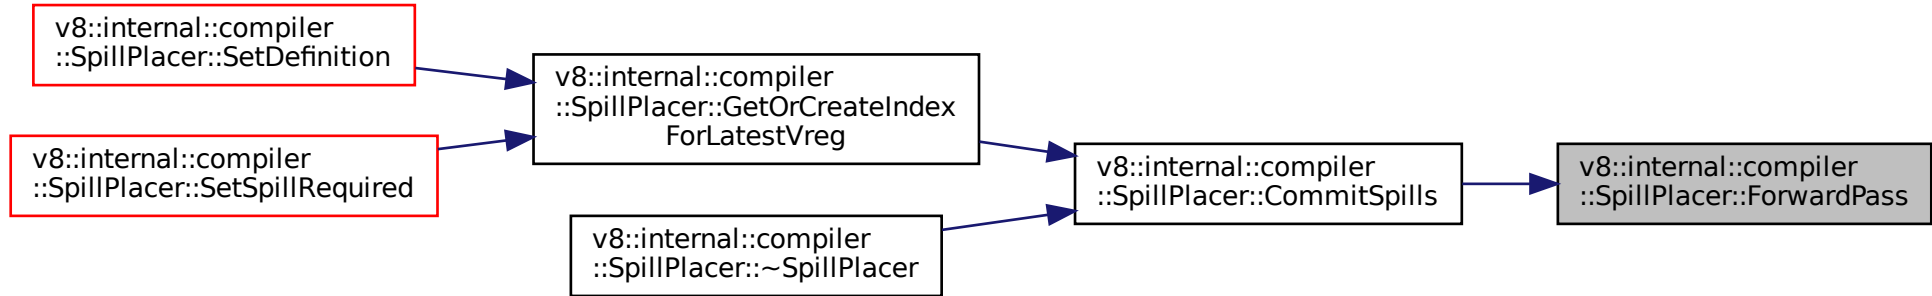 v8::internal::compiler
::SpillPlacer::SetDefinition
v8::internal::compiler
::SpillPlacer::SetSpillRequired
v8::internal::compiler
::SpillPlacer::GetOrCreateIndex
ForLatestVreg
v8::internal::compiler
::SpillPlacer::~SpillPlacer
v8::internal::compiler
::SpillPlacer::CommitSpills
v8::internal::compiler
::SpillPlacer::ForwardPass